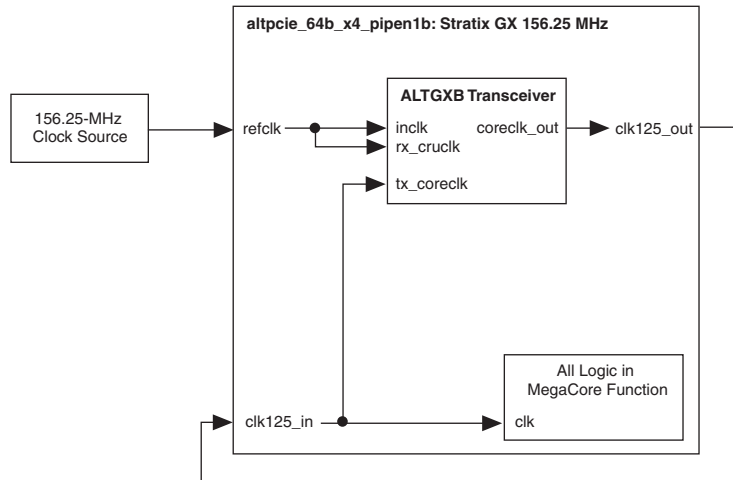 altpcie_64b_x4_pipen1b: Stratix GX 156.25 MHz
ALTGXB Transceiver
156.25-MHz
Clock Source
refclk
inclk
coreclk_out
clk125_out
rx_cruclk
tx_coreclk
All Logic in
MegaCore Function
clk125_in
clk